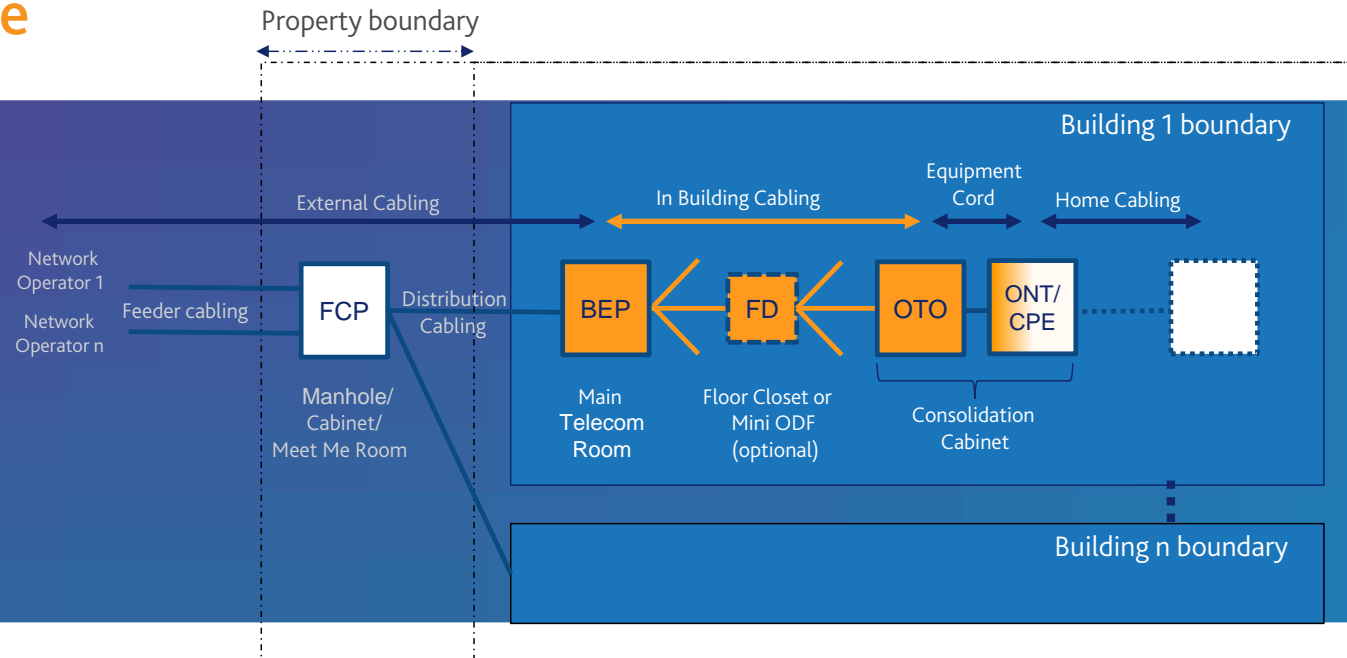 e
Property boundary
Building 1 boundary
External Cabling
In Building Cabling
Equipment
Cord
Home Cabling
Network
Operator 1
Network
Operator n
Feeder cabling
FCP
Distribution
Cabling
BEP
FD
OTO
ONT/
CPE
Manhole/
Cabinet/
Meet Me Room
Main
Telecom
Room
Floor Closet or
Mini ODF
(optional)
Consolidation
Cabinet
Building n boundary